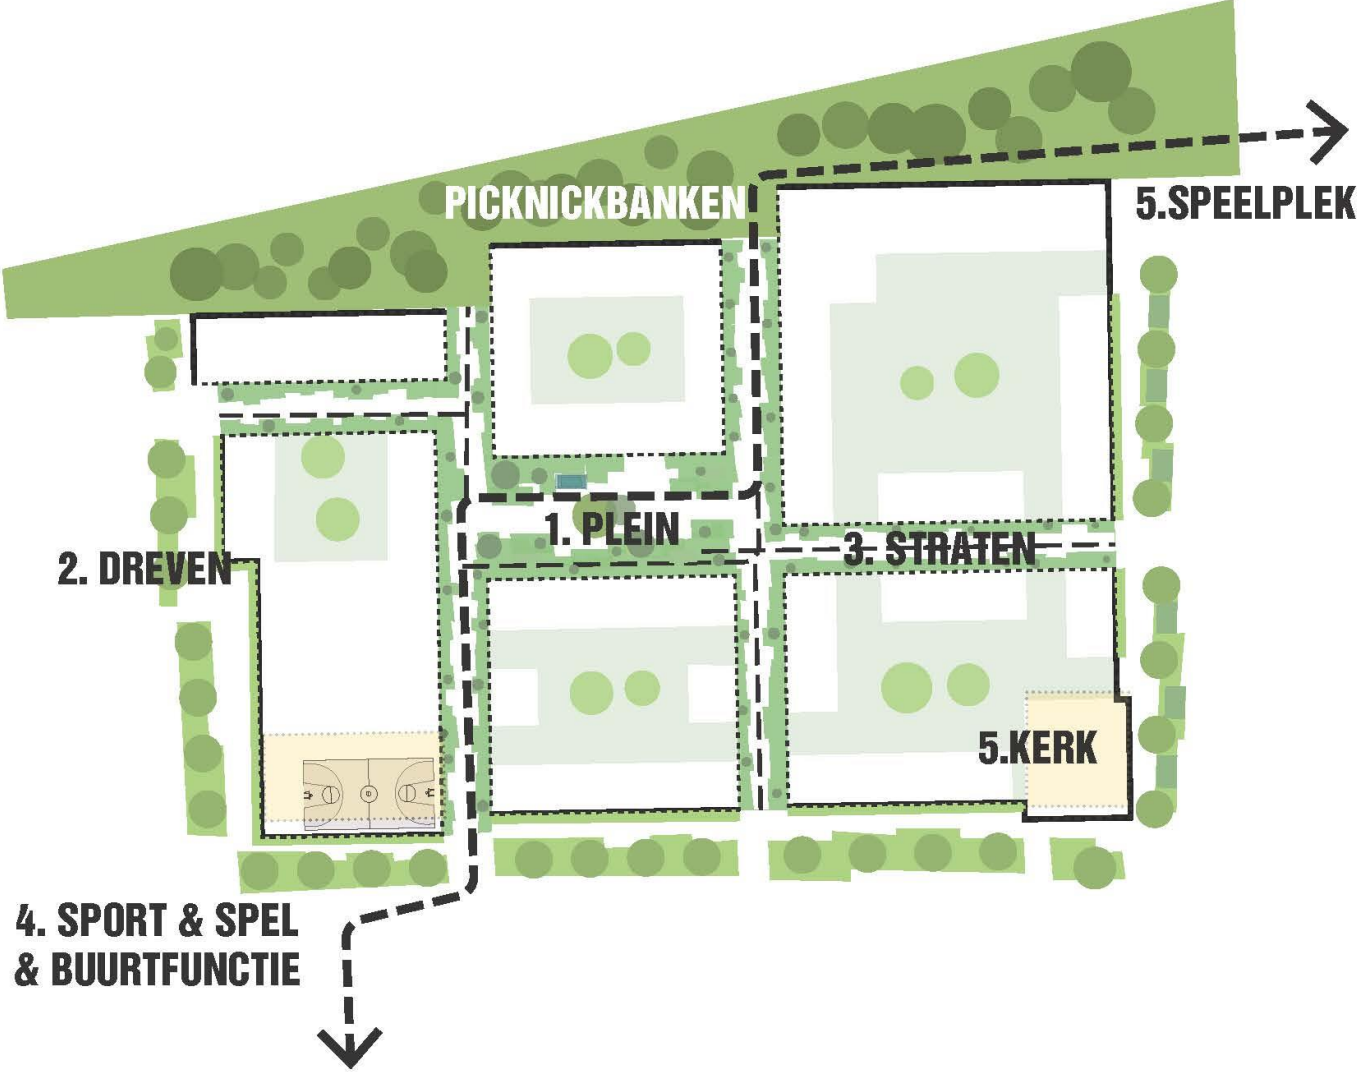 PICKNICKBANKEN
5.SPEELPLEK
1. PLEIN
2. DREVEN
3. STRATEN
5.KERK
4. SPORT & SPEL
& BUURTFUNCTIE